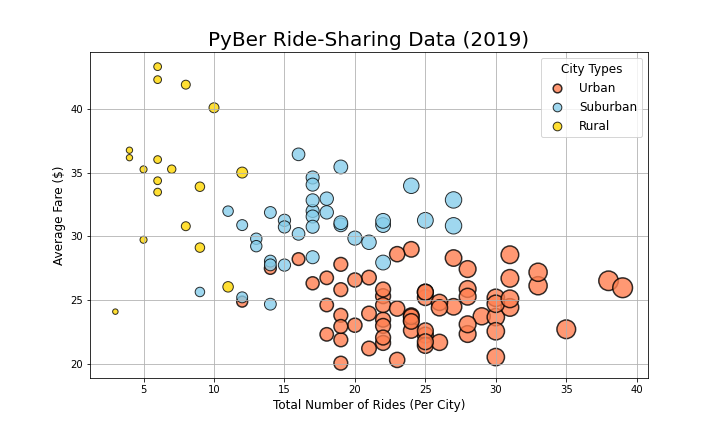 PyBer Ride-Sharing Data (2019)
City Types
Urban
Suburban
Rural
Average Fare ($)
40
35
30
25
20
5
10
15
20
25
30
35
40
Total Number of Rides (Per City)